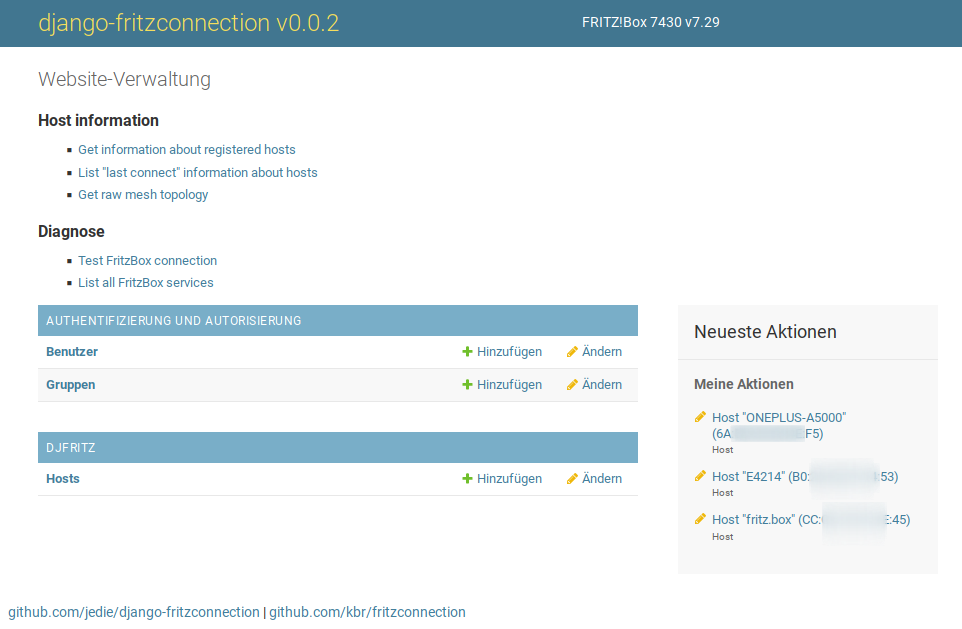 django-fritzconnection v0.0.2
FRITZ!Box 7430 v7.29
Website-Verwaltung
Host information
Get information about registered hosts
List "last connect" information about hosts
Get raw mesh topology
Diagnose
Test FritzBox connection
List all FritzBox services
AUTHENTIFIZIERUNG UND AUTORISIERUNG
Benutzer Hinzufügen Ändern
Gruppen Hinzufügen Ändern
DJFRITZ
Hosts Hinzufügen Ändern
Neueste Aktionen
Meine Aktionen
Host "ONEPLUS-A5000"
(6A F5)
Host
Host "E4214" (B0: :53)
Host
Host "fritz.box" (CC: E:45)
Host
github.com/jedie/django-fritzconnection | github.com/kbr/fritzconnection